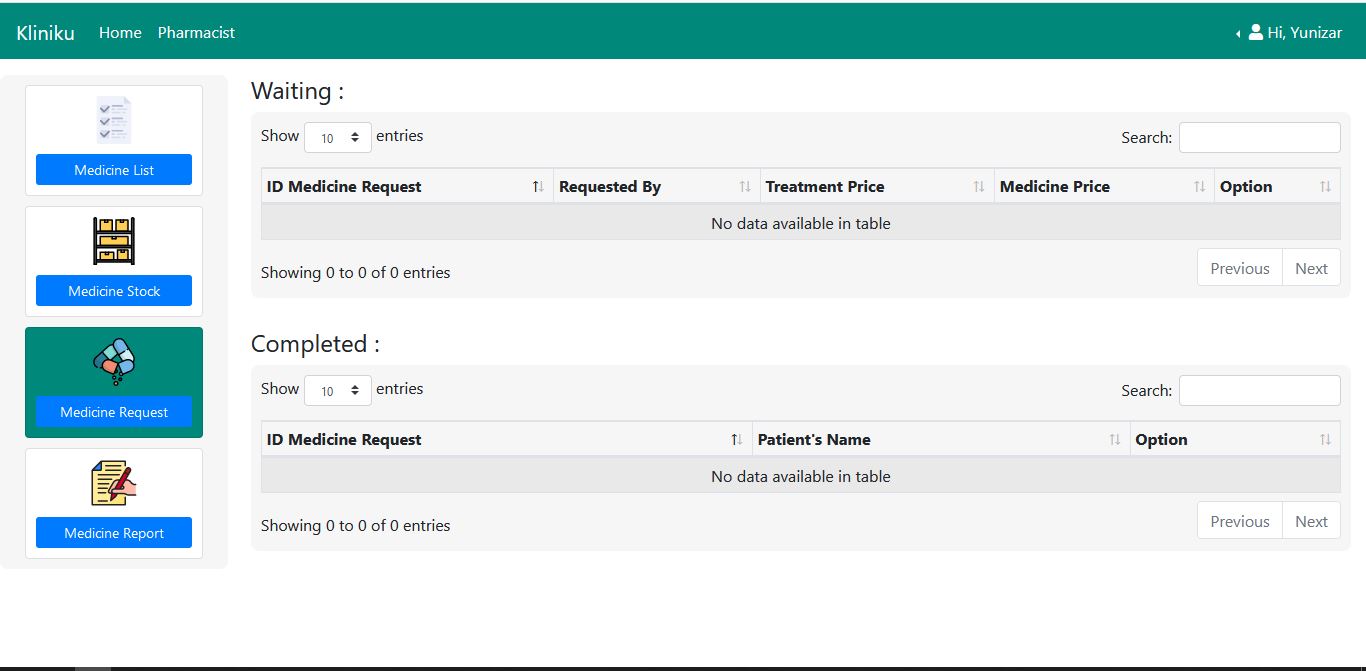 Kliniku Home Pharmacist Hi, Yunizar
Medicine List
Medicine Stock
Medicine Request
Medicine Report
Waiting :
Show 10 entries Search:
ID Medicine Request Requested By Treatment Price Medicine Price Option
No data available in table
Showing 0 to 0 of 0 entries Previous Next
Completed :
Show 10 entries Search:
ID Medicine Request Patient's Name Option
No data available in table
Showing 0 to 0 of 0 entries Previous Next